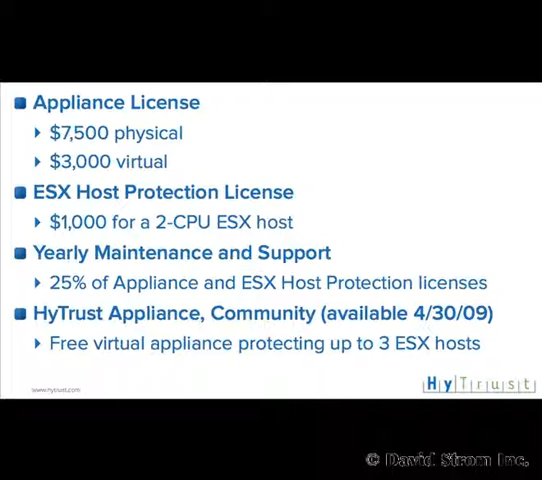 Appliance License
$7,500 physical
$3,000 virtual
ESX Host Protection License
$1,000 for a 2-CPU ESX host
Yearly Maintenance and Support
25% of Appliance and ESX Host Protection licenses
HyTrust Appliance, Community (available 4/30/09)
Free virtual appliance protecting up to 3 ESX hosts
www.hytrust.com
HyTrust
© David Strom Inc.